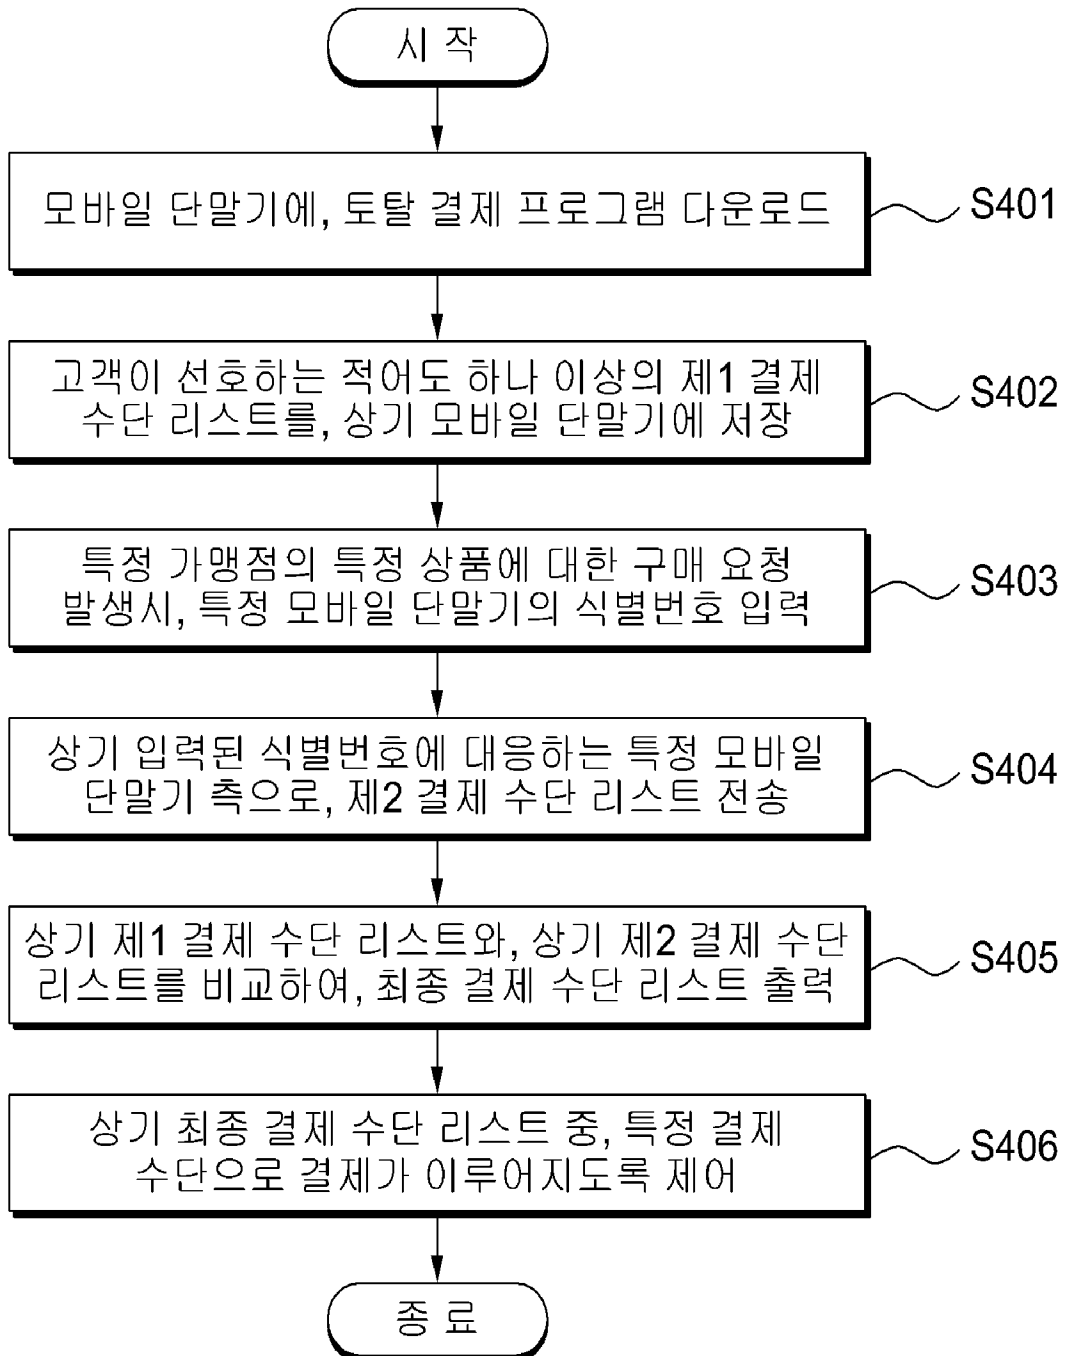 시 작
모바일 단말기에, 토탈 결제 프로그램 다운로드
S401
고객이 선호하는 적어도 하나 이상의 제1 결제
수단 리스트를, 상기 모바일 단말기에 저장
S402
특정 가맹점의 특정 상품에 대한 구매 요청
발생시, 특정 모바일 단말기의 식별번호 입력
S403
상기 입력된 식별번호에 대응하는 특정 모바일
단말기 측으로, 제2 결제 수단 리스트 전송
S404
상기 제1 결제 수단 리스트와, 상기 제2 결제 수단
리스트를 비교하여, 최종 결제 수단 리스트 출력
S405
상기 최종 결제 수단 리스트 중, 특정 결제
수단으로 결제가 이루어지도록 제어
S406
종 료